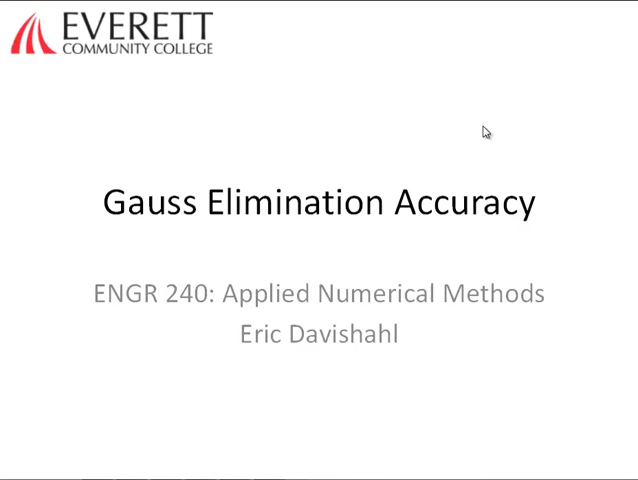 EVERETT
COMMUNITY COLLEGE
Gauss Elimination Accuracy
ENGR 240: Applied Numerical Methods
Eric Davishahl